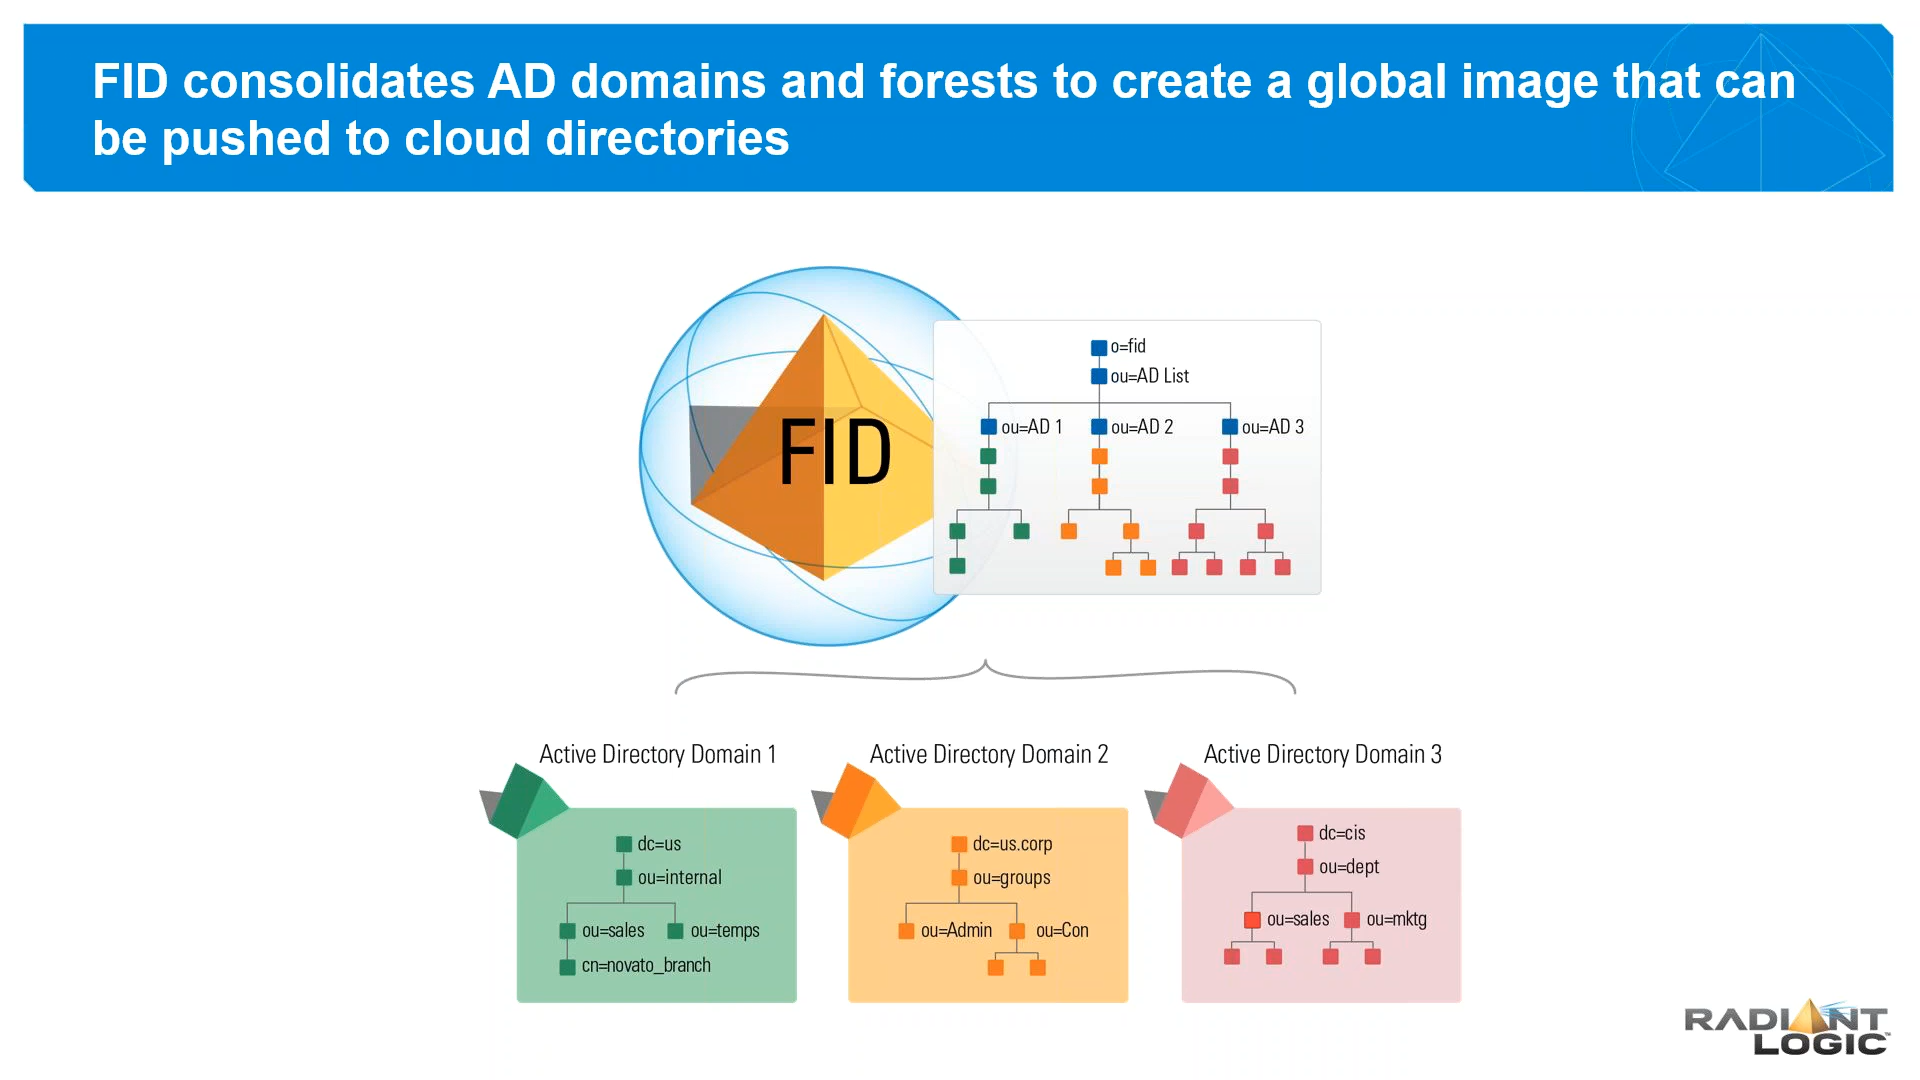 FID consolidates AD domains and forests to create a global image that can
be pushed to cloud directories
FID
o=fid
ou=AD List
ou=AD 1
ou=AD 2
ou=AD 3
Active Directory Domain 1
Active Directory Domain 2
Active Directory Domain 3
dc=us
ou=internal
ou=sales
ou=temps
cn=novato_branch
dc=us.corp
ou=groups
ou=Admin
ou=Con
dc=cis
ou=dept
ou=sales
ou=mktg
RADIANT
LOGIC™